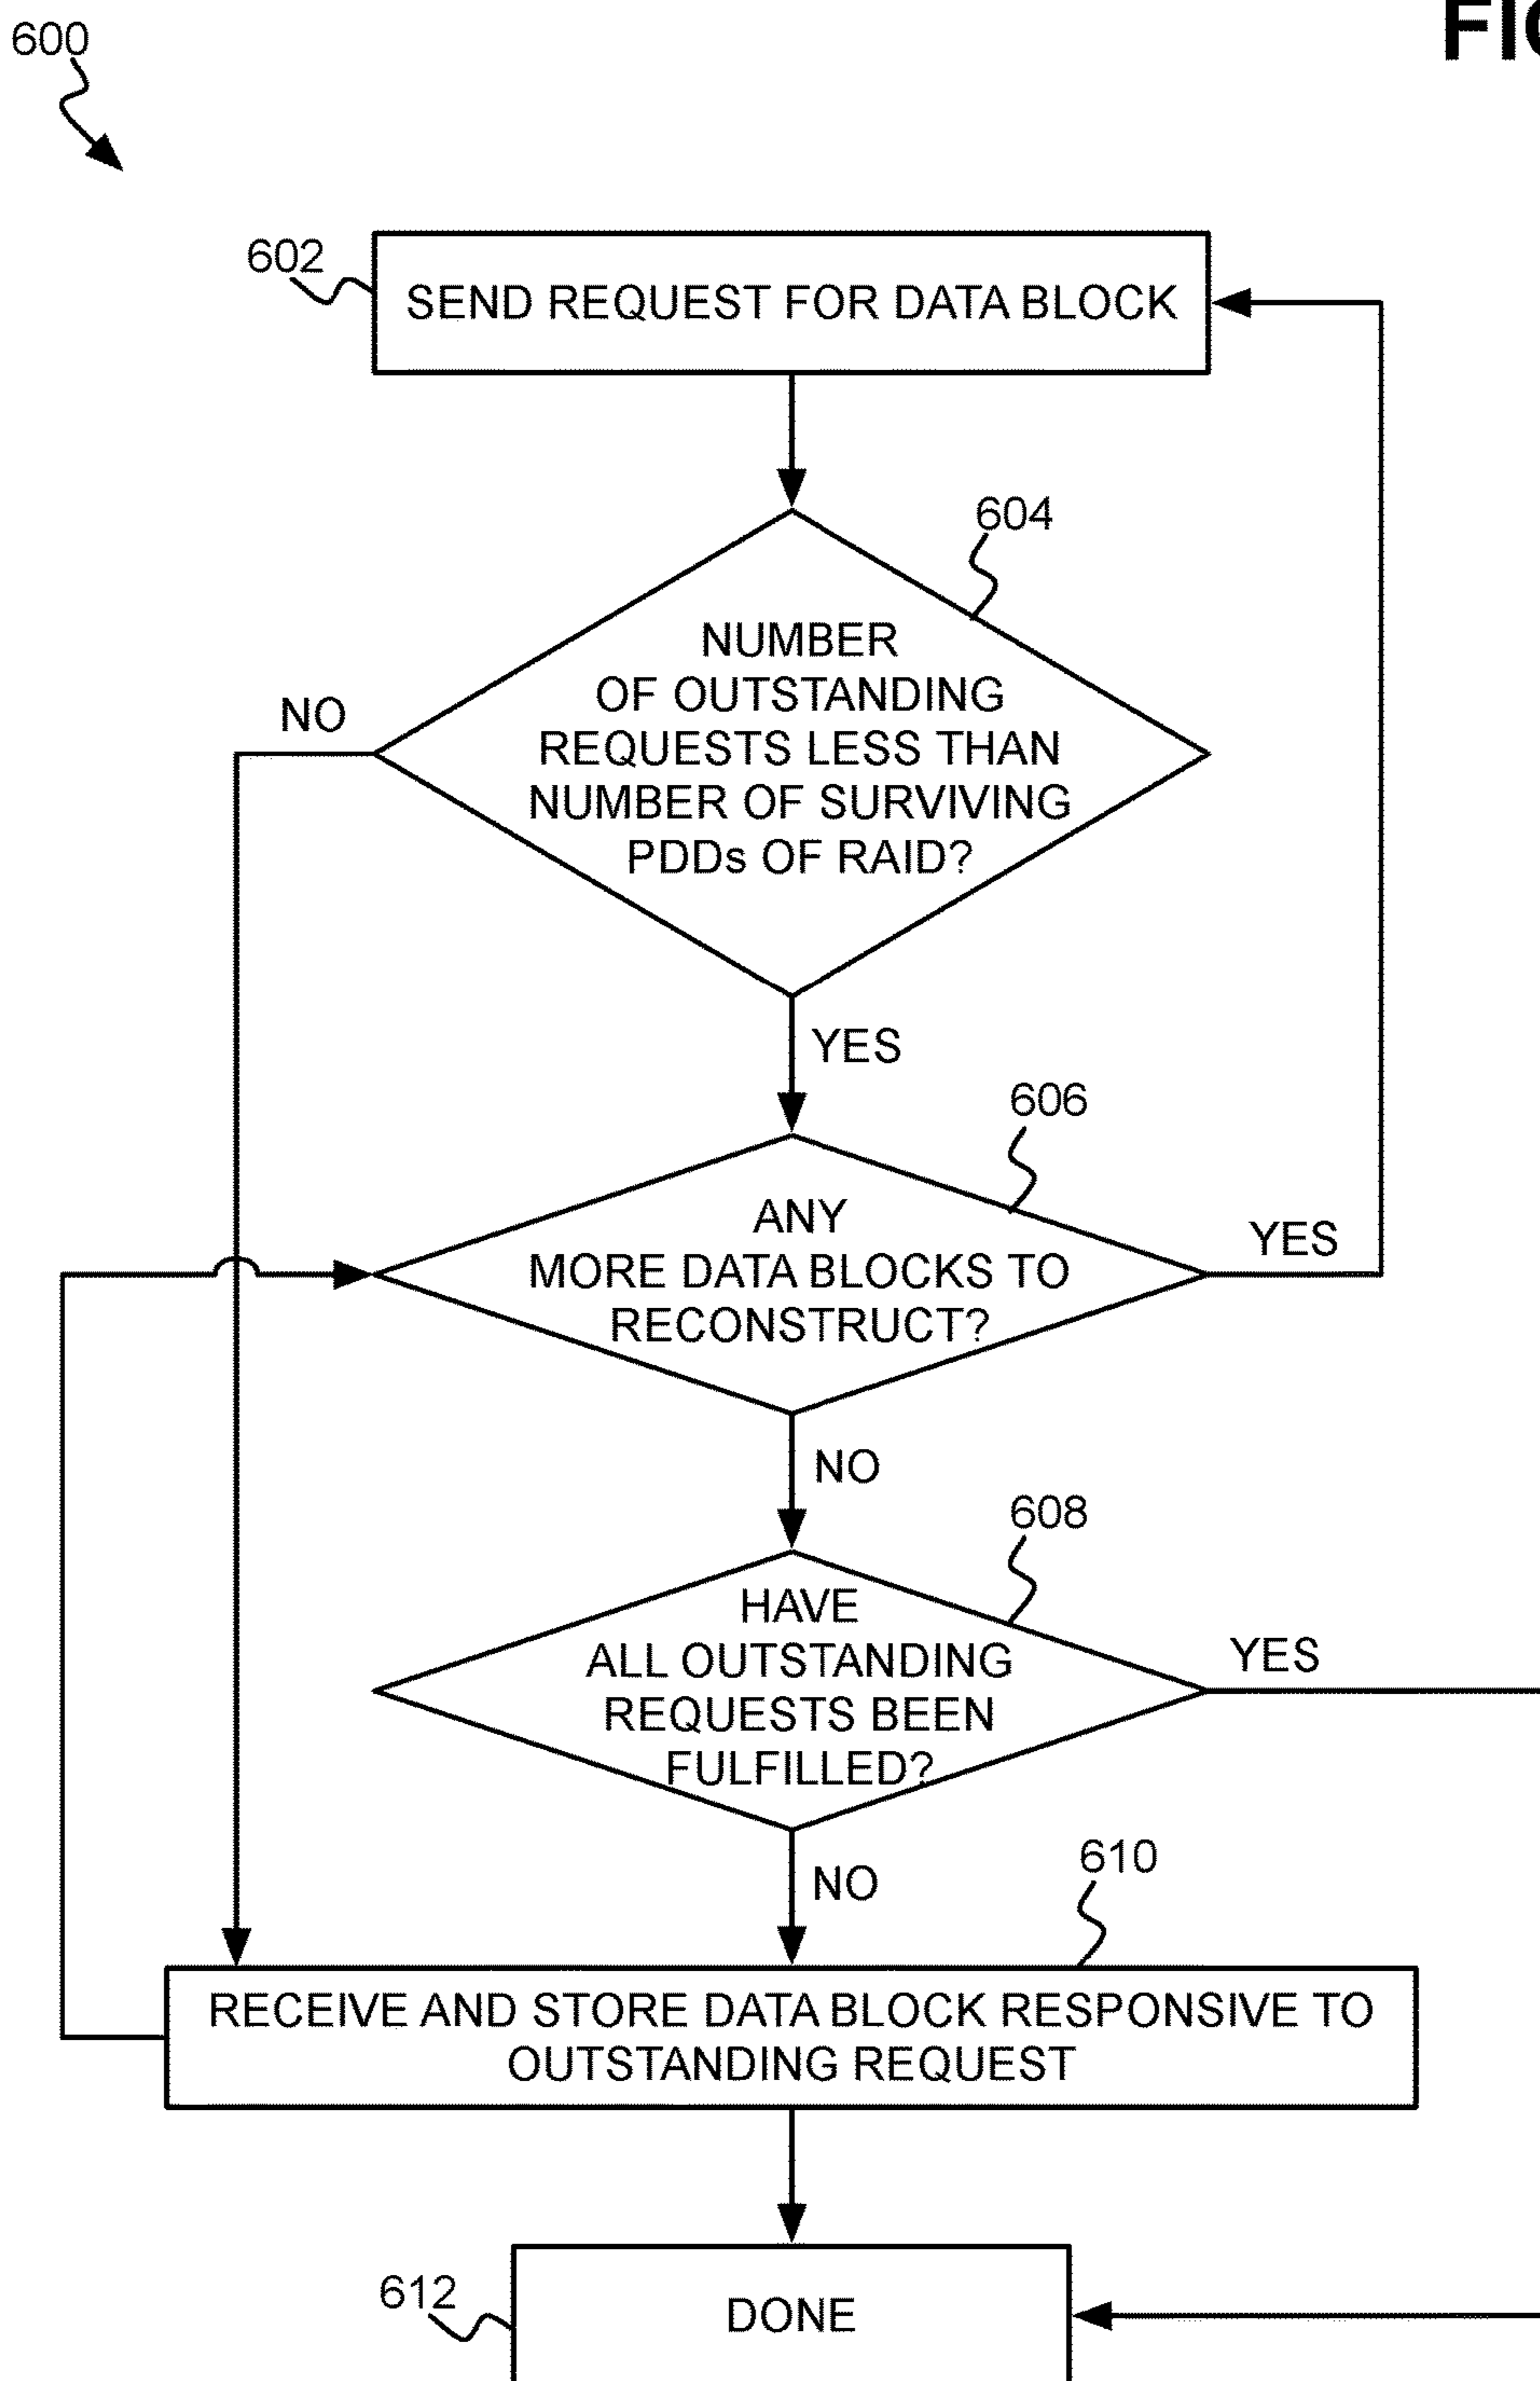 600
FIG
602
SEND REQUEST FOR DATA BLOCK
604
NUMBER
OF OUTSTANDING
REQUESTS LESS THAN
NUMBER OF SURVIVING
PDDs OF RAID?
NO
YES
606
ANY
MORE DATA BLOCKS TO
RECONSTRUCT?
YES
NO
608
HAVE
ALL OUTSTANDING
REQUESTS BEEN
FULFILLED?
YES
NO
610
RECEIVE AND STORE DATA BLOCK RESPONSIVE TO
OUTSTANDING REQUEST
612
DONE